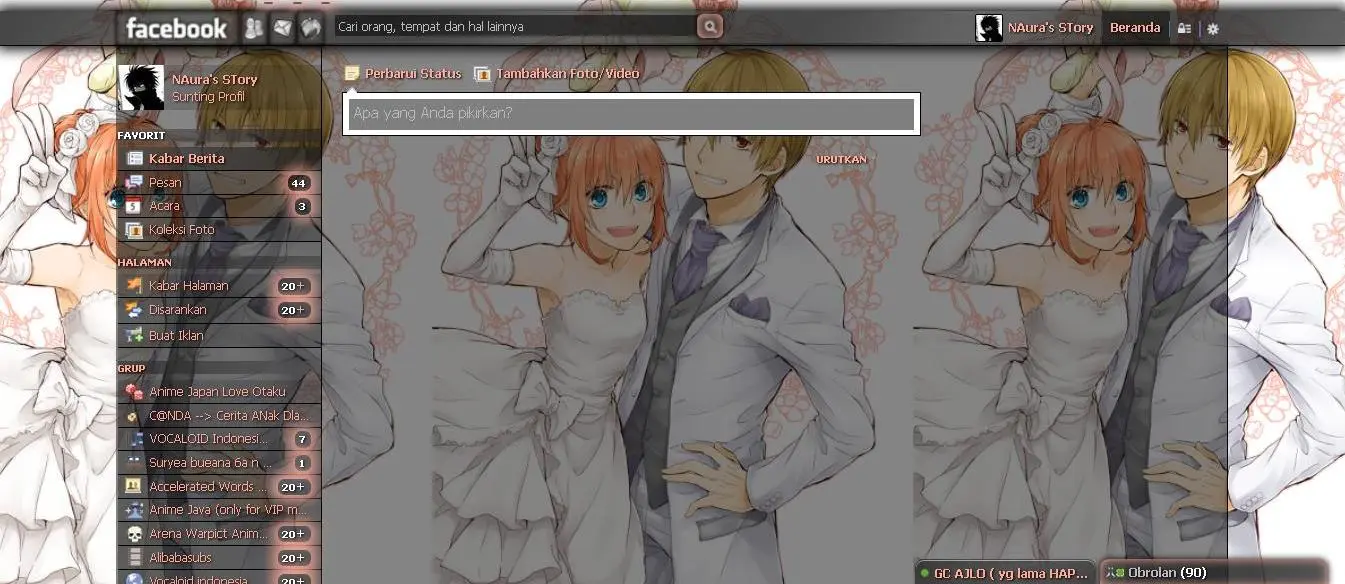 facebook
Cari orang, tempat dan hal lainnya
NAura's STory
Beranda
NAura's STory
Sunting Profil
Perbarui Status
Tambahkan Foto/Video
Apa yang Anda pikirkan?
URUTKAN
FAVORIT
Kabar Berita
Pesan 44
5
Acara 3
Koleksi Foto
HALAMAN
Kabar Halaman 20+
Disarankan 20+
Buat Iklan
GRUP
Anime Japan Love Otaku
C@NDA --> Cerita ANak Dla...
VOCALOID Indonesi... 7
Suryea bueana 6a n ... 1
Accelerated Words ... 20+
Anime Java (only for VIP m...
Arena Warpict Anim... 20+
Alibabasubs 20+
Vocaloid indonesia 20+
GC AJLO ( yg lama HAP...
Obrolan (90)